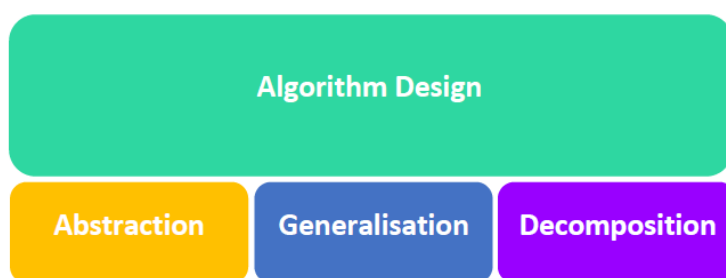 Algorithm Design
Abstraction
Generalisation
Decomposition